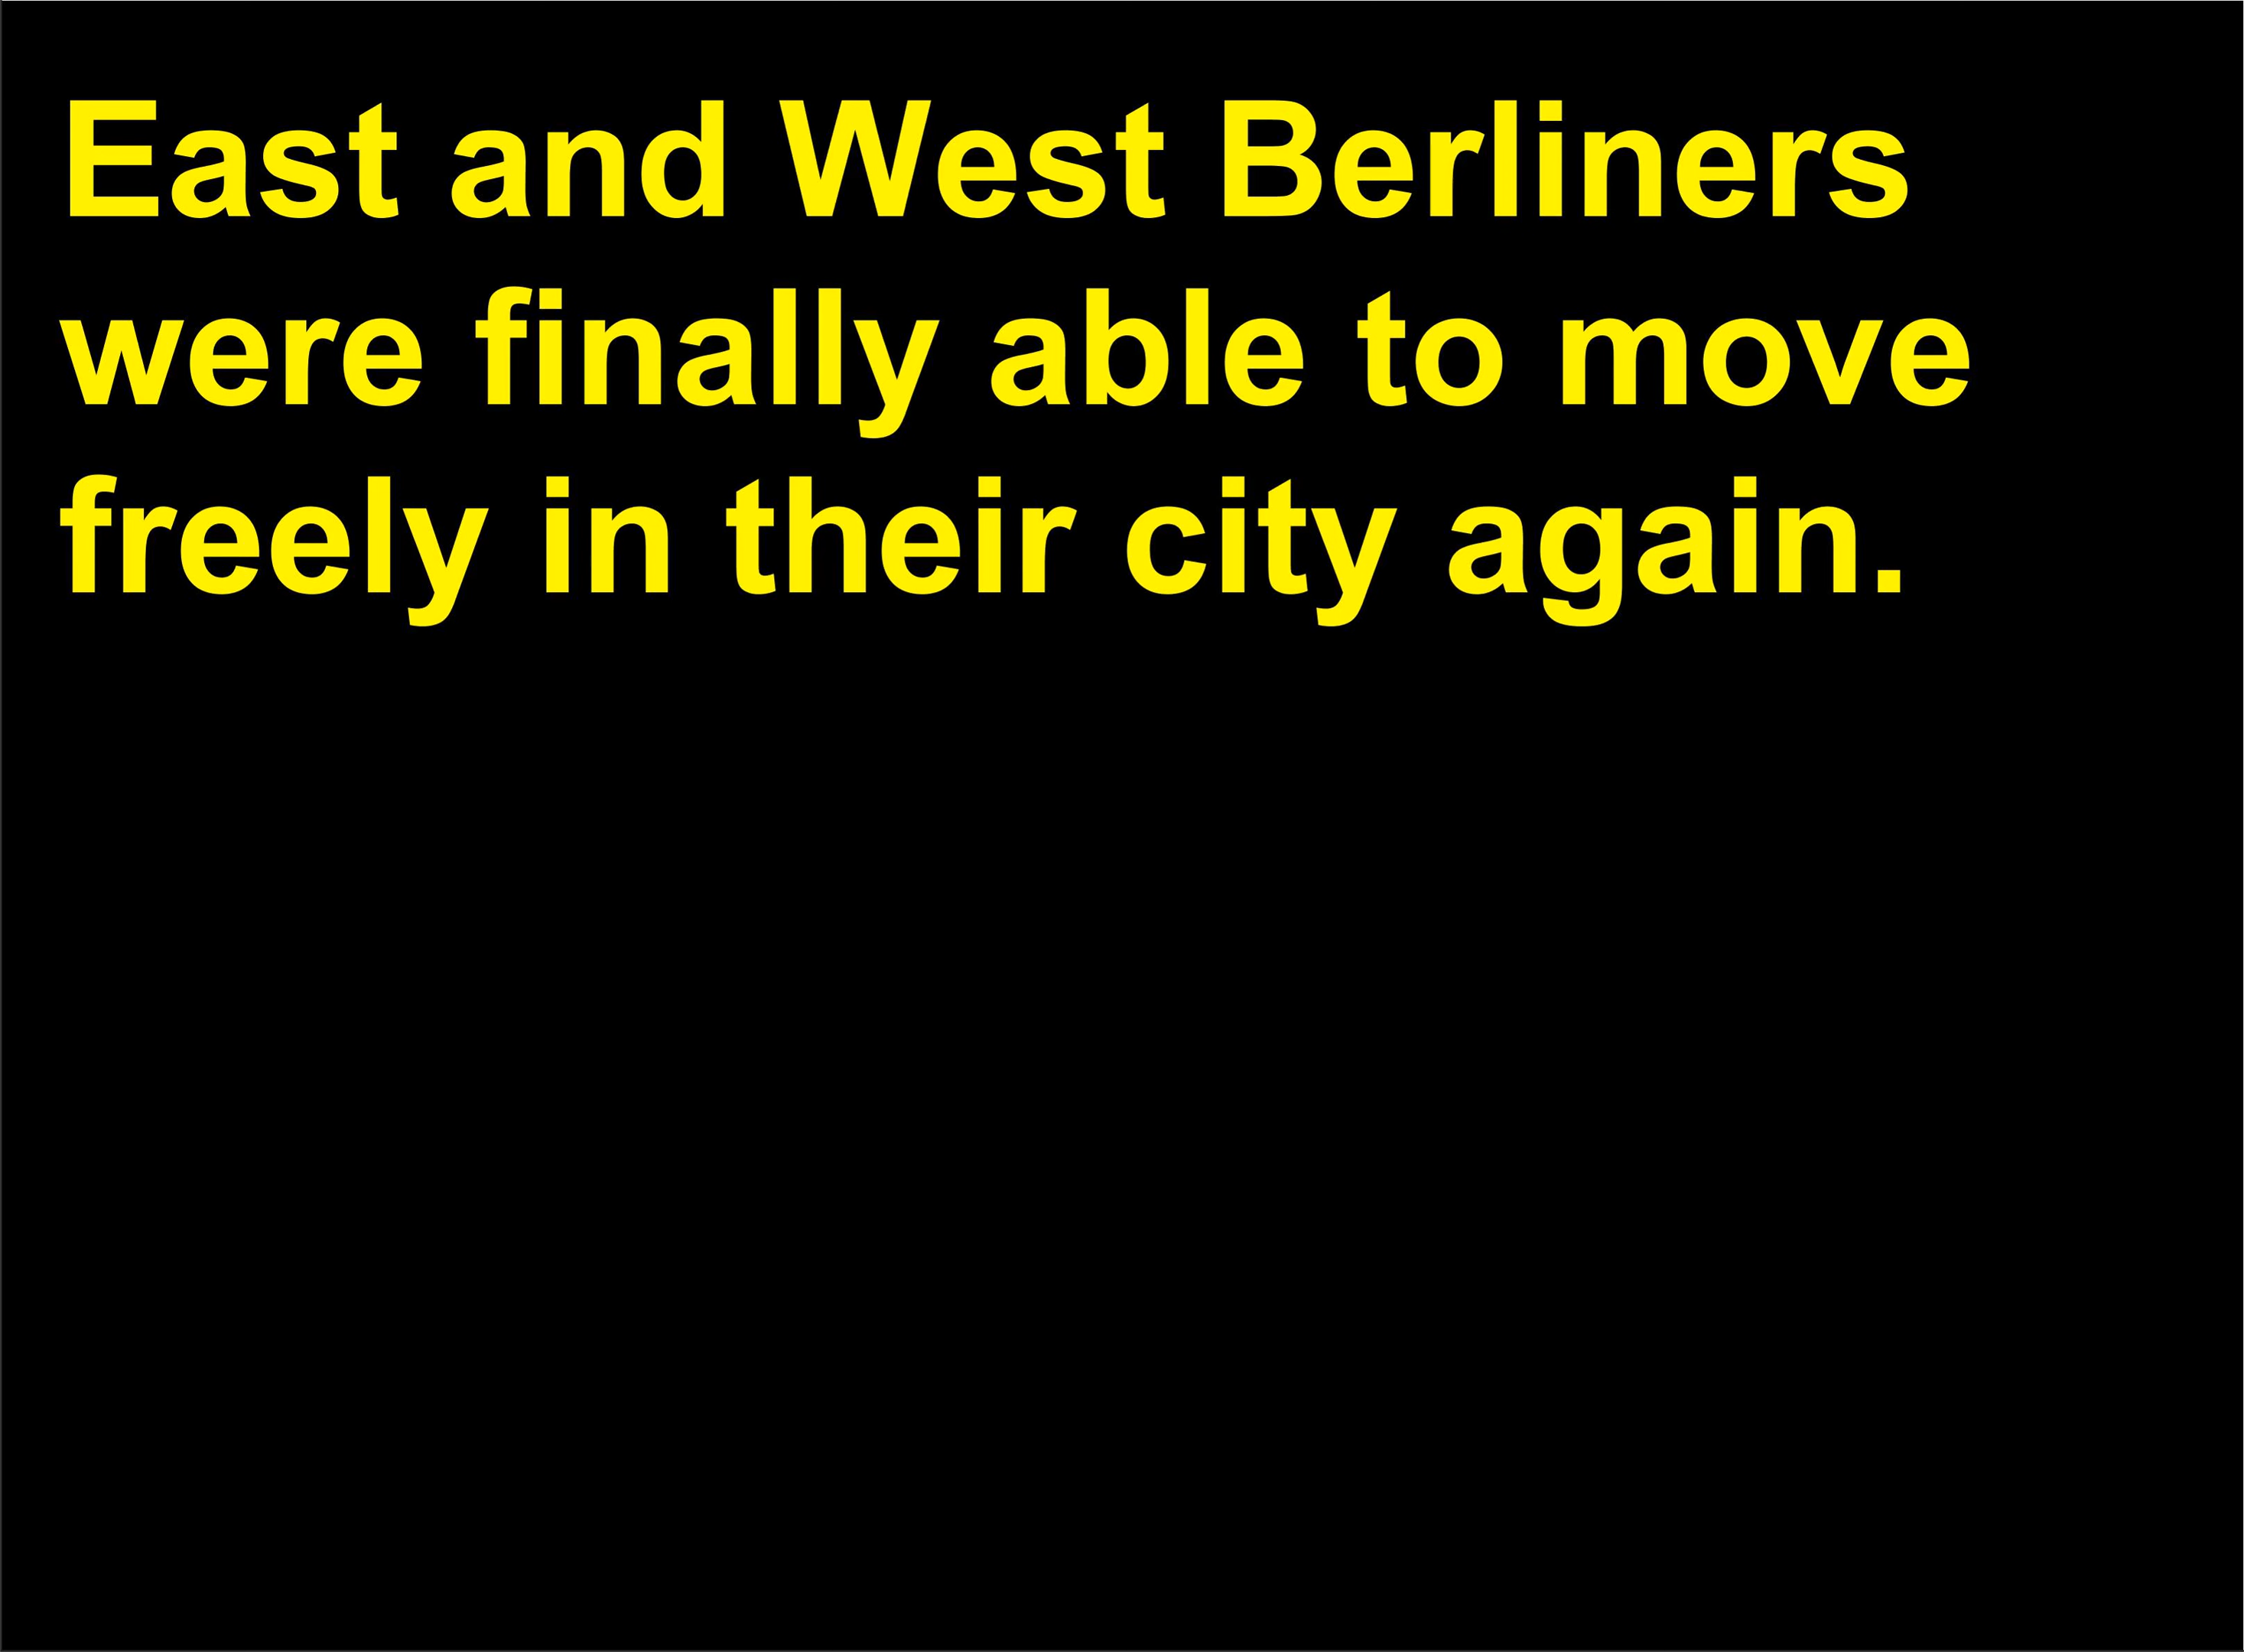 East and West Berliners
were finally able to move
freely in their city again.